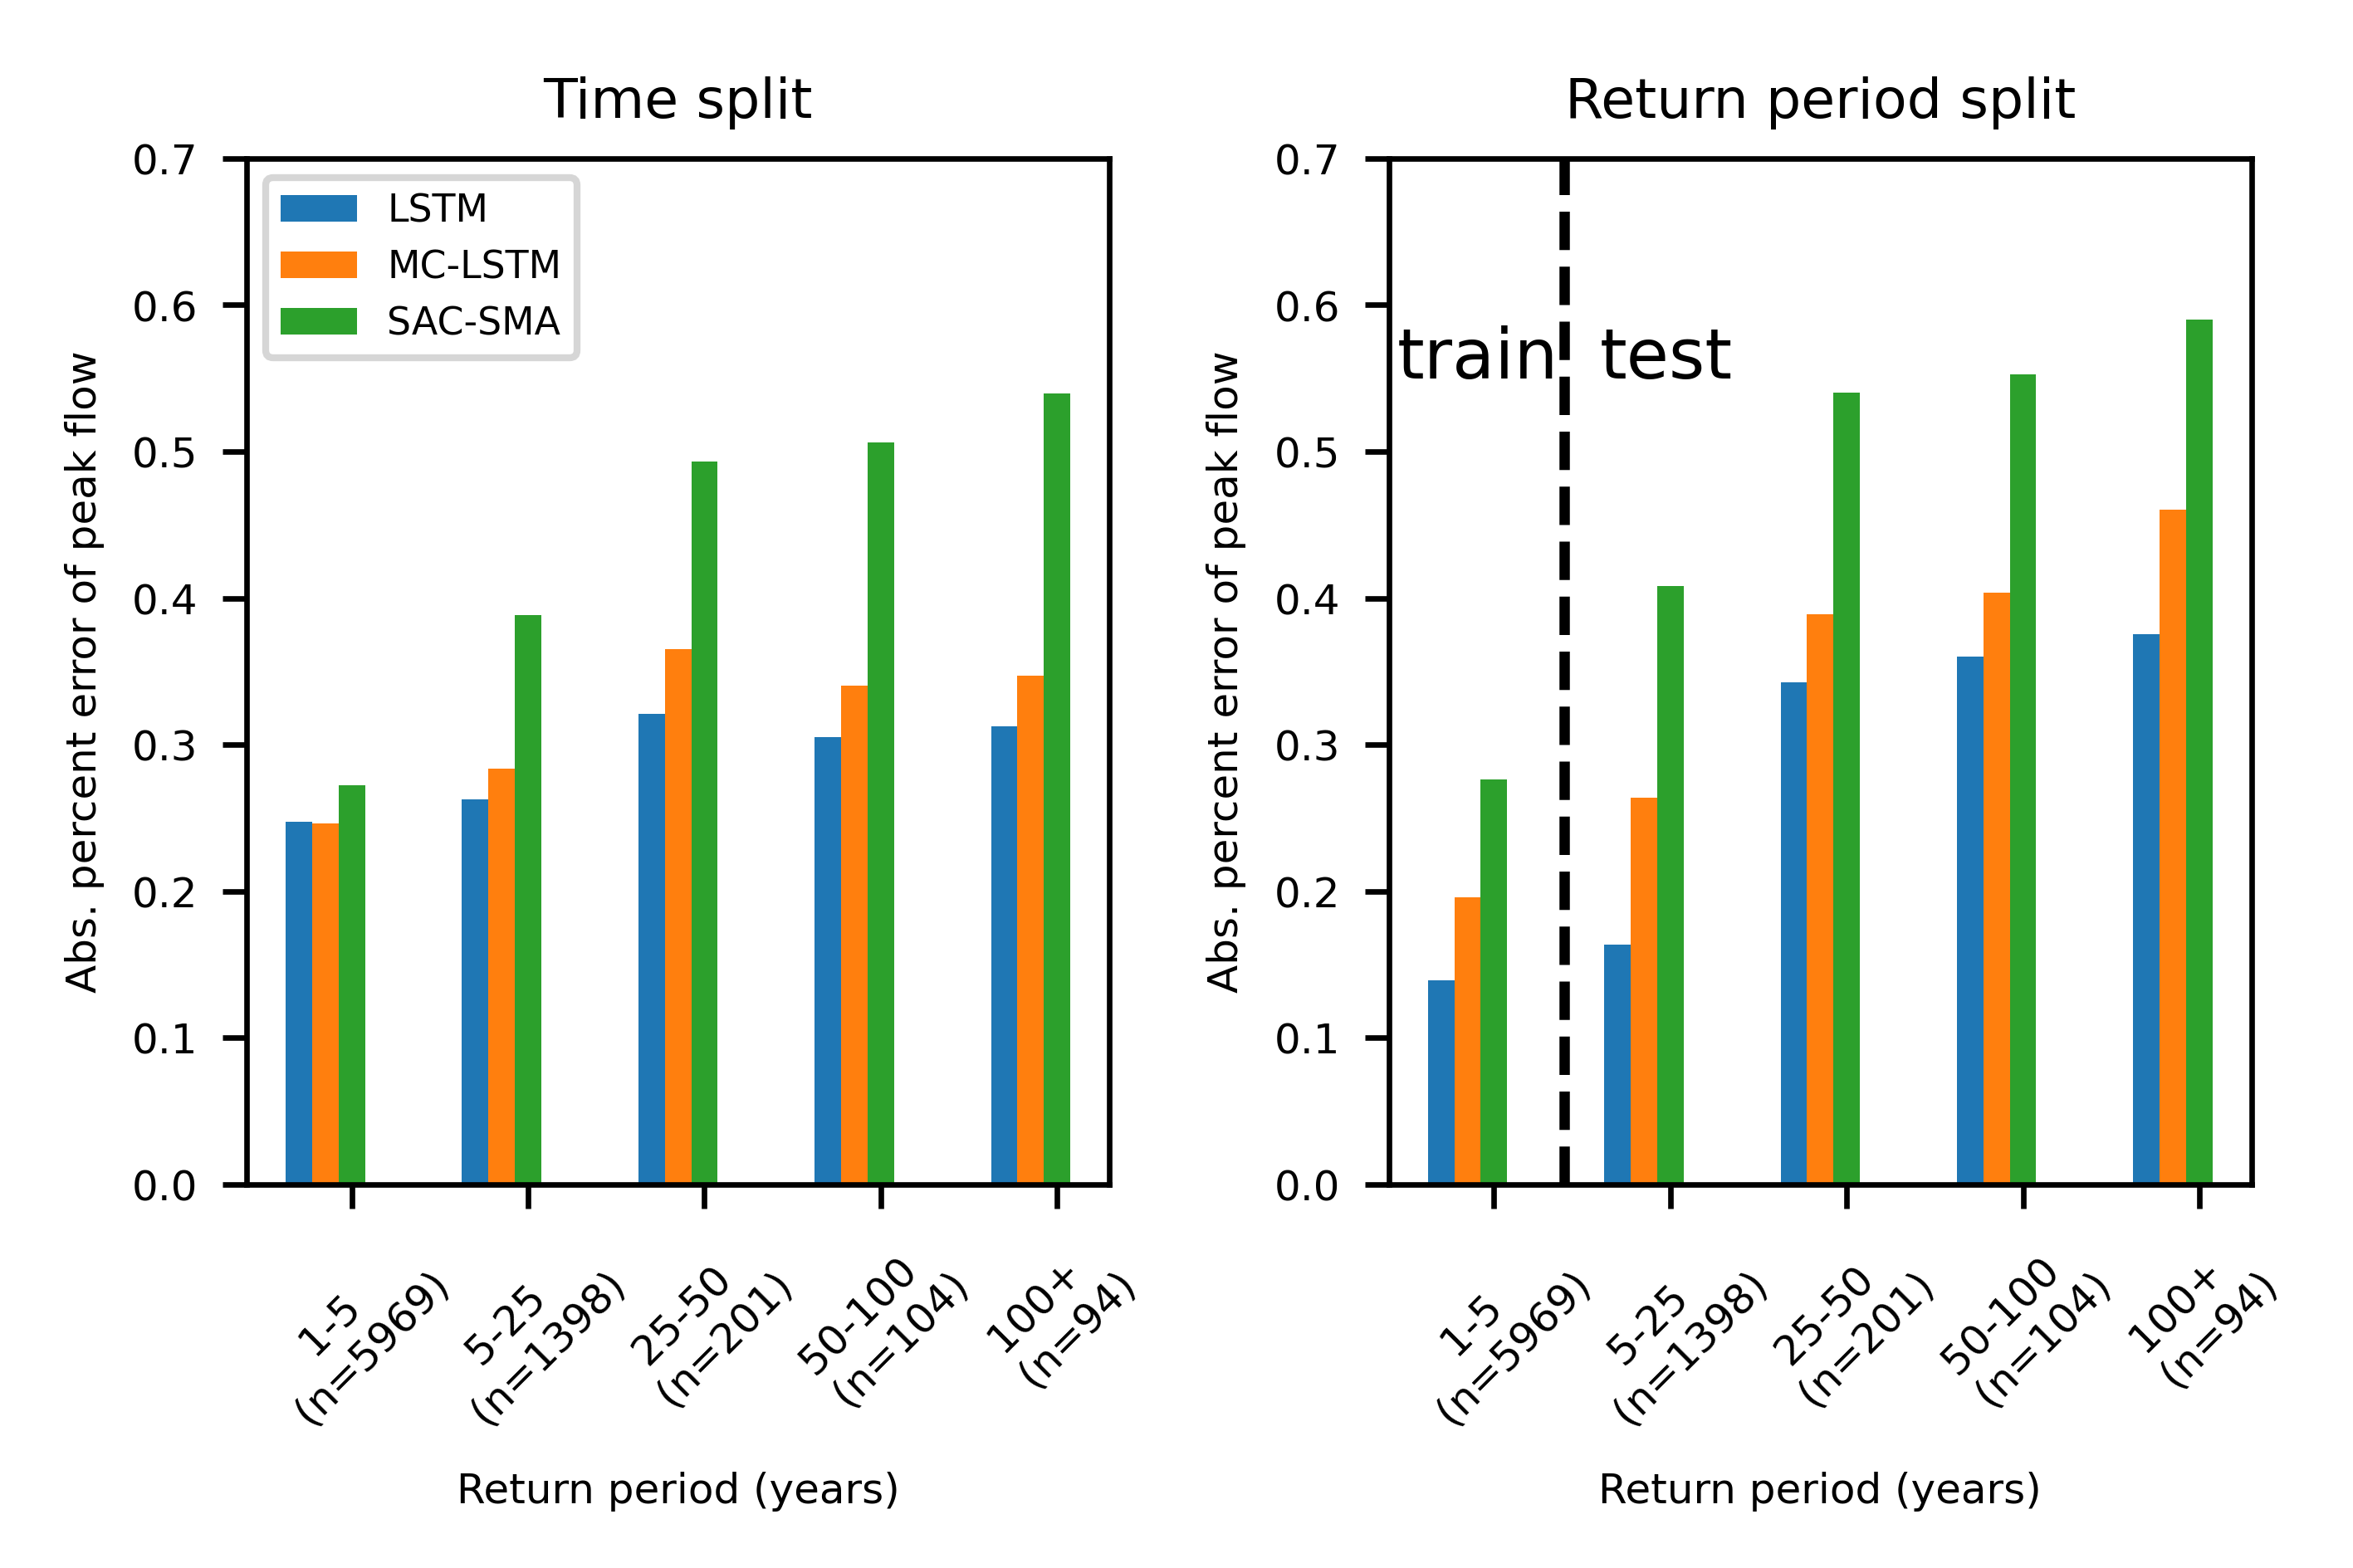 Time split
Abs. percent error of peak flow
0.7
0.6
0.5
0.4
0.3
0.2
0.1
0.0
LSTM
MC-LSTM
SAC-SMA
1-5
(n=5969)
5-25
(n=1398)
25-50
(n=201)
50-100
(n=104)
100+
(n=94)
Return period (years)
Return period split
Abs. percent error of peak flow
0.7
0.6
0.5
0.4
0.3
0.2
0.1
0.0
train
test
1-5
(n=5969)
5-25
(n=1398)
25-50
(n=201)
50-100
(n=104)
100+
(n=94)
Return period (years)